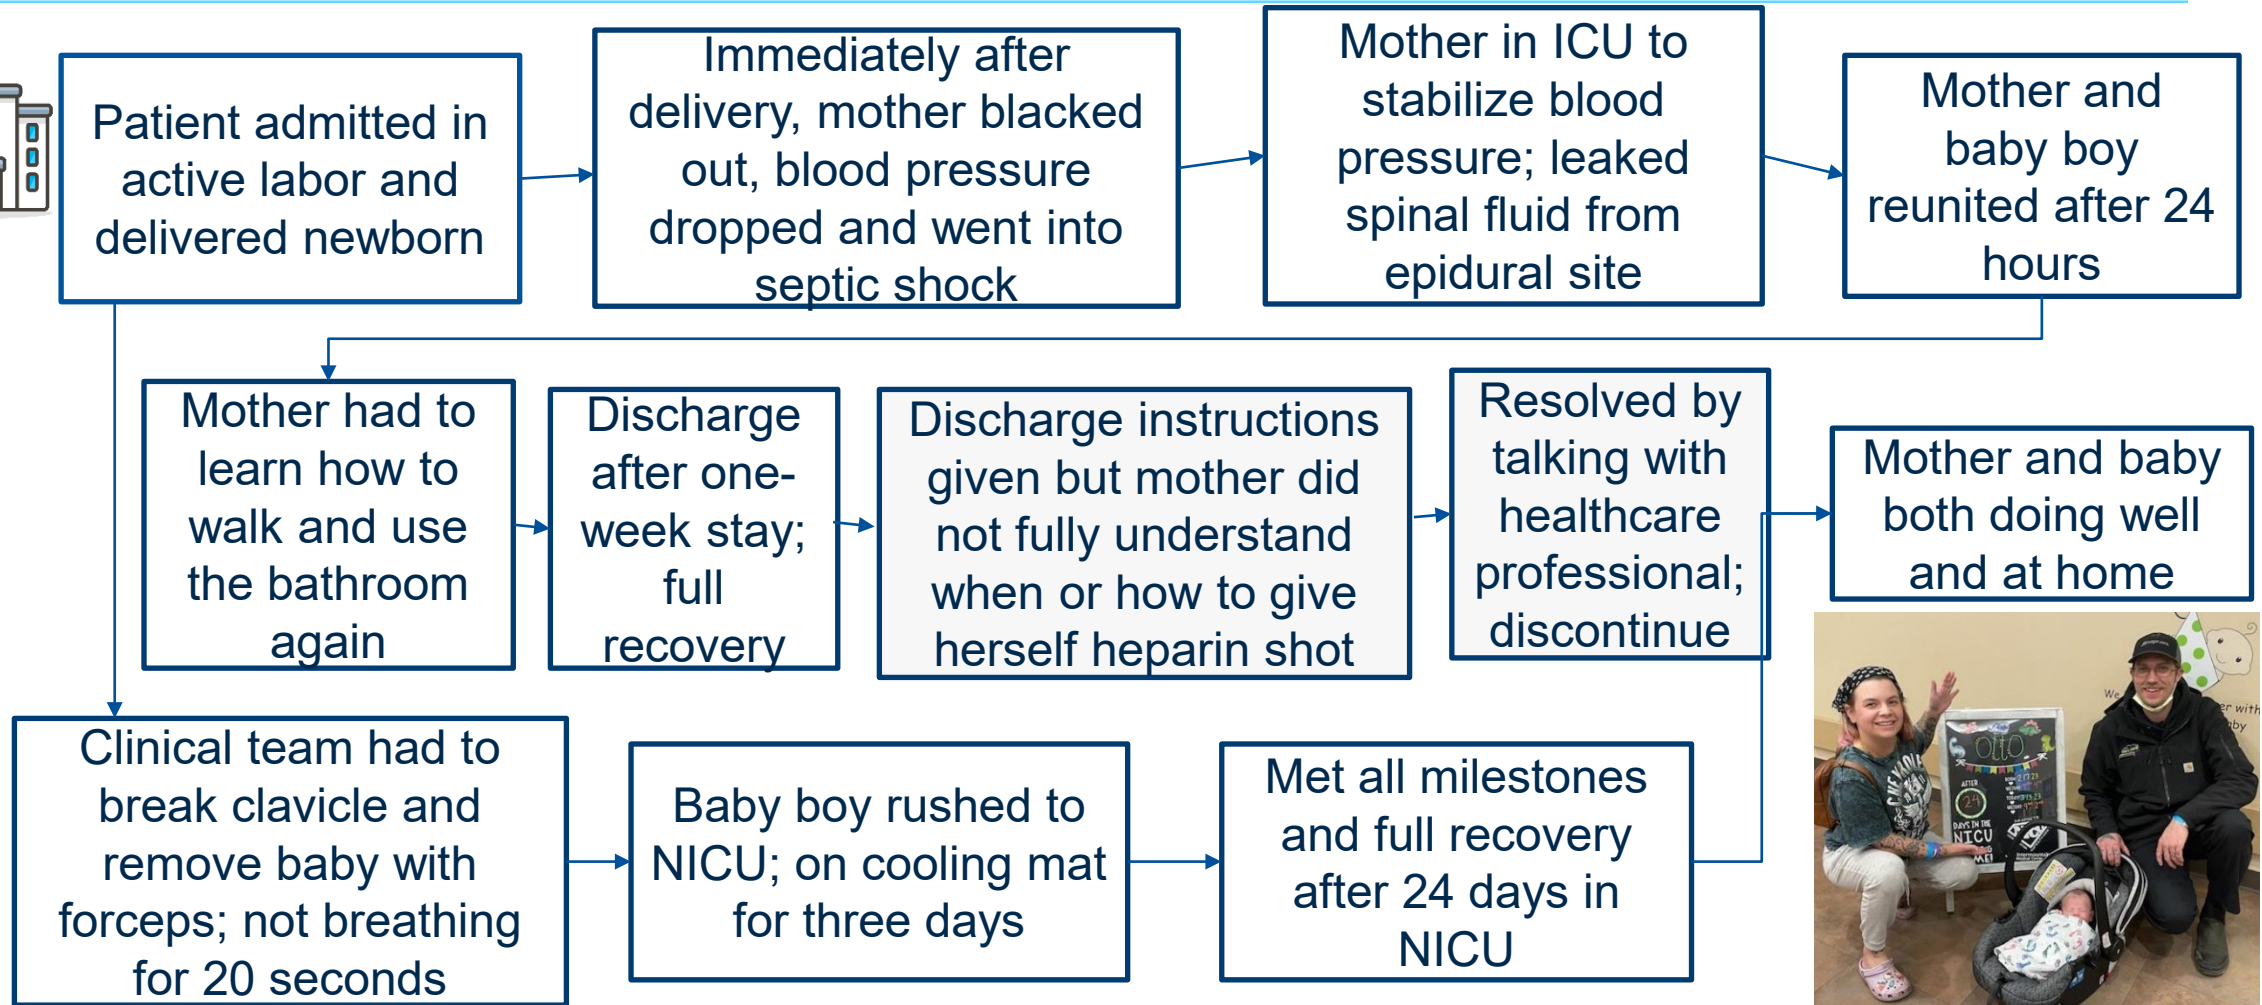 Patient admitted in
active labor and
delivered newborn
Immediately after
delivery, mother blacked
out, blood pressure
dropped and went into
septic shock
Mother in ICU to
stabilize blood
pressure; leaked
spinal fluid from
epidural site
Mother and
baby boy
reunited after 24
hours
Mother had to
learn how to
walk and use
the bathroom
again
Discharge
after one-
week stay;
full
recovery
Discharge instructions
given but mother did
not fully understand
when or how to give
herself heparin shot
Resolved by
talking with
healthcare
professional;
discontinue
Mother and baby
both doing well
and at home
Clinical team had to
break clavicle and
remove baby with
forceps; not breathing
for 20 seconds
Baby boy rushed to
NICU; on cooling mat
for three days
Met all milestones
and full recovery
after 24 days in
NICU
We
er with
Otto
AFTER
24
DAYS IN THE
NICU